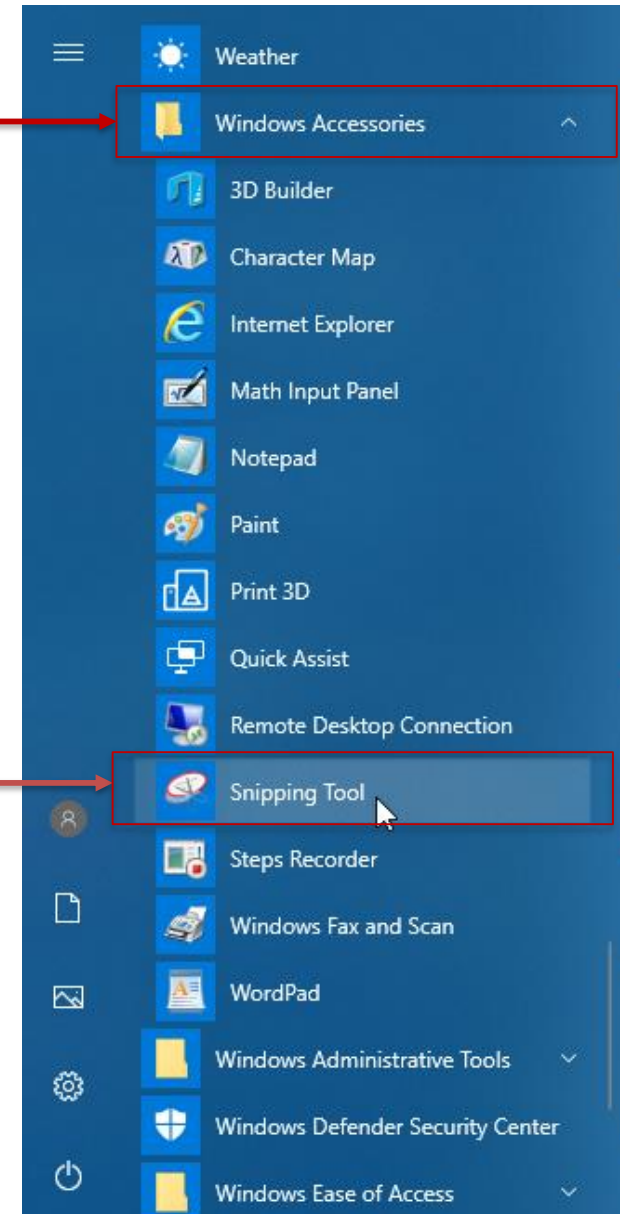 Weather
Windows Accessories
3D Builder
Character Map
Internet Explorer
Math Input Panel
Notepad
Paint
Print 3D
Quick Assist
Remote Desktop Connection
Snipping Tool
Steps Recorder
Windows Fax and Scan
WordPad
Windows Administrative Tools
Windows Defender Security Center
Windows Ease of Access